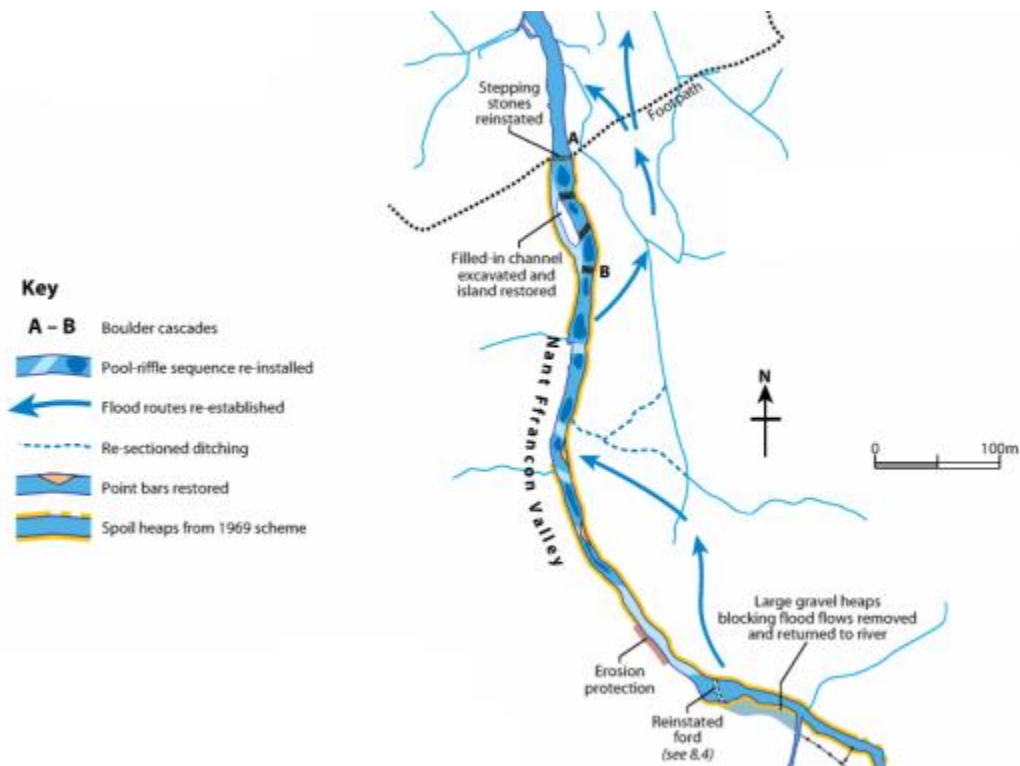 Stepping
stones
reinstated
A
Footpath
Filled-in channel
excavated and
island restored
B
Key
A – B Boulder cascades
Pool-riffle sequence re-installed
Flood routes re-established
Re-sectioned ditching
Point bars restored
Spoil heaps from 1969 scheme
Nant Ffrancon Valley
N
0 100m
Large gravel heaps
blocking flood flows removed
and returned to river
Erosion
protection
Reinstated
ford
(see 8.4)